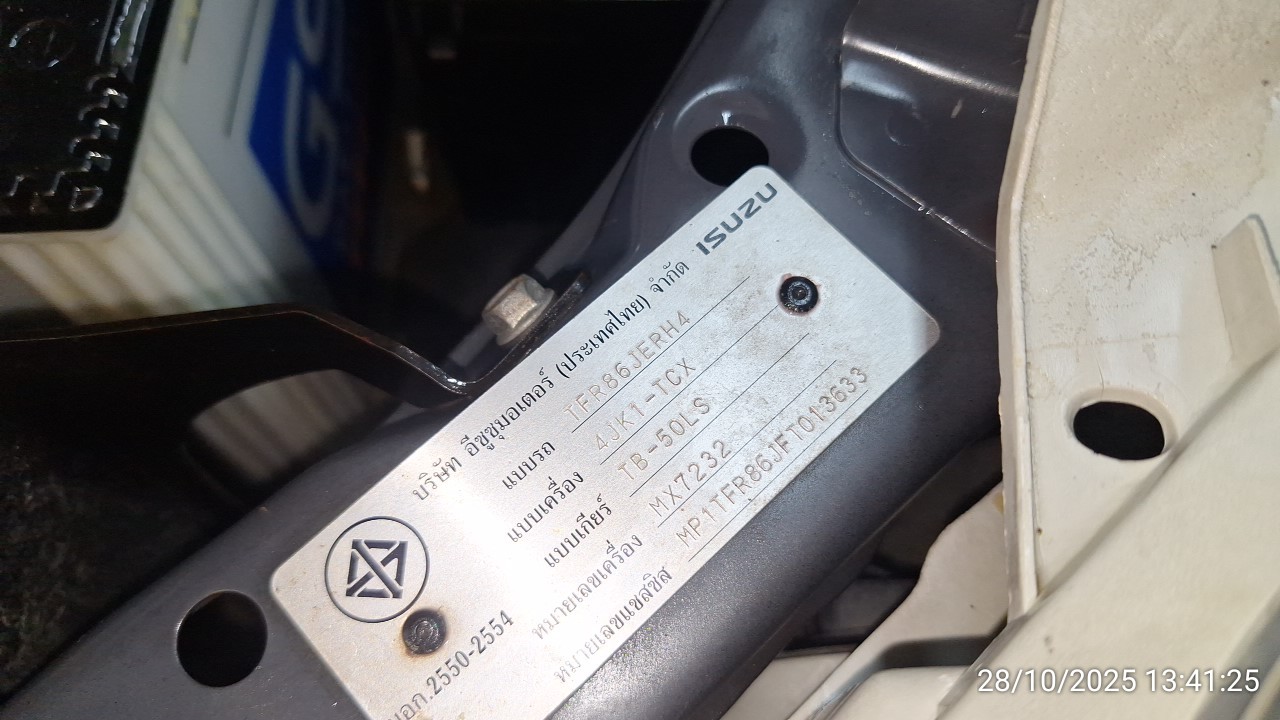 ISUZU
บริษัท อีซูซุมอเตอร์ (ประเทศไทย) จำกัด
แบบรถ TFR86JERH4
แบบเครื่อง 4JK1-TCX
แบบเกียร์ TB-50LS
หมายเลขเครื่อง MX7232
หมายเลขแชสซิส MP1TFR86JFT013633
มอก.2550-2554
GS
28/10/2025 13:41:25